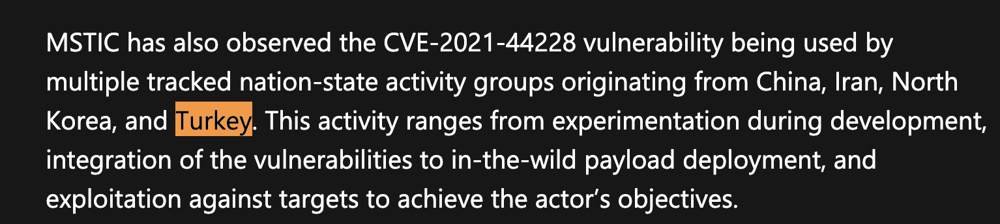 MSTIC has also observed the CVE-2021-44228 vulnerability being used by
multiple tracked nation-state activity groups originating from China, Iran, North
Korea, and Turkey. This activity ranges from experimentation during development,
integration of the vulnerabilities to in-the-wild payload deployment, and
exploitation against targets to achieve the actor’s objectives.